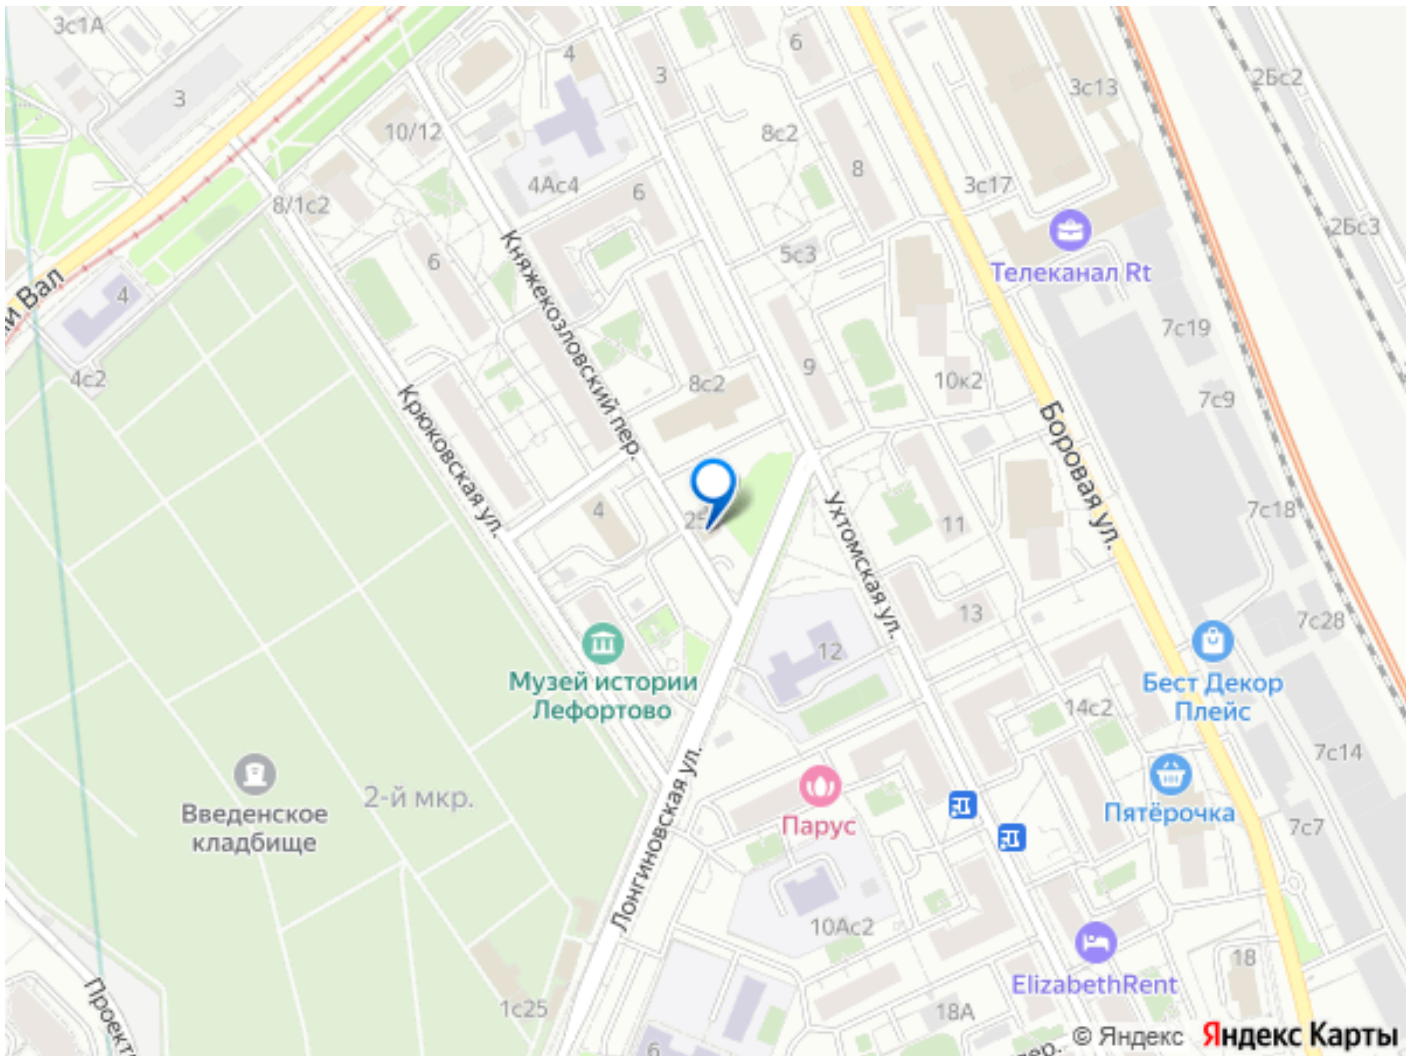 3с1А
3
4
3
6
3с13
2Бс2
10/12
8с2
8
4Ас4
6
3с17
8/1с2
2Бс3
6
5с3
Телеканал Rt
Княжекозловский пер.
й Вал
4
7с19
4с2
8с2
9
10к2
7с9
Крюковская ул.
Боровая ул.
4
25
Ухтомская ул.
11
7с18
13
7с28
12
Музей истории
Лефортово
Бест Декор
Плейс
14с2
7с14
Лонгиновская ул.
Введенское
кладбище
2-й мкр.
Парус
Пятёрочка
7с7
10Ас2
ElizabethRent
18
1с25
18А
Проект
6
пер.
© Яндекс
Яндекс Карты